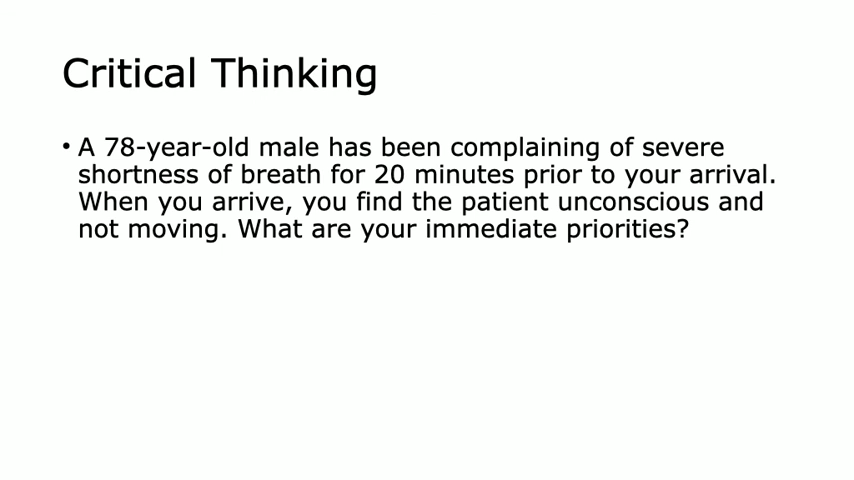 Critical Thinking
• A 78-year-old male has been complaining of severe
shortness of breath for 20 minutes prior to your arrival.
When you arrive, you find the patient unconscious and
not moving. What are your immediate priorities?